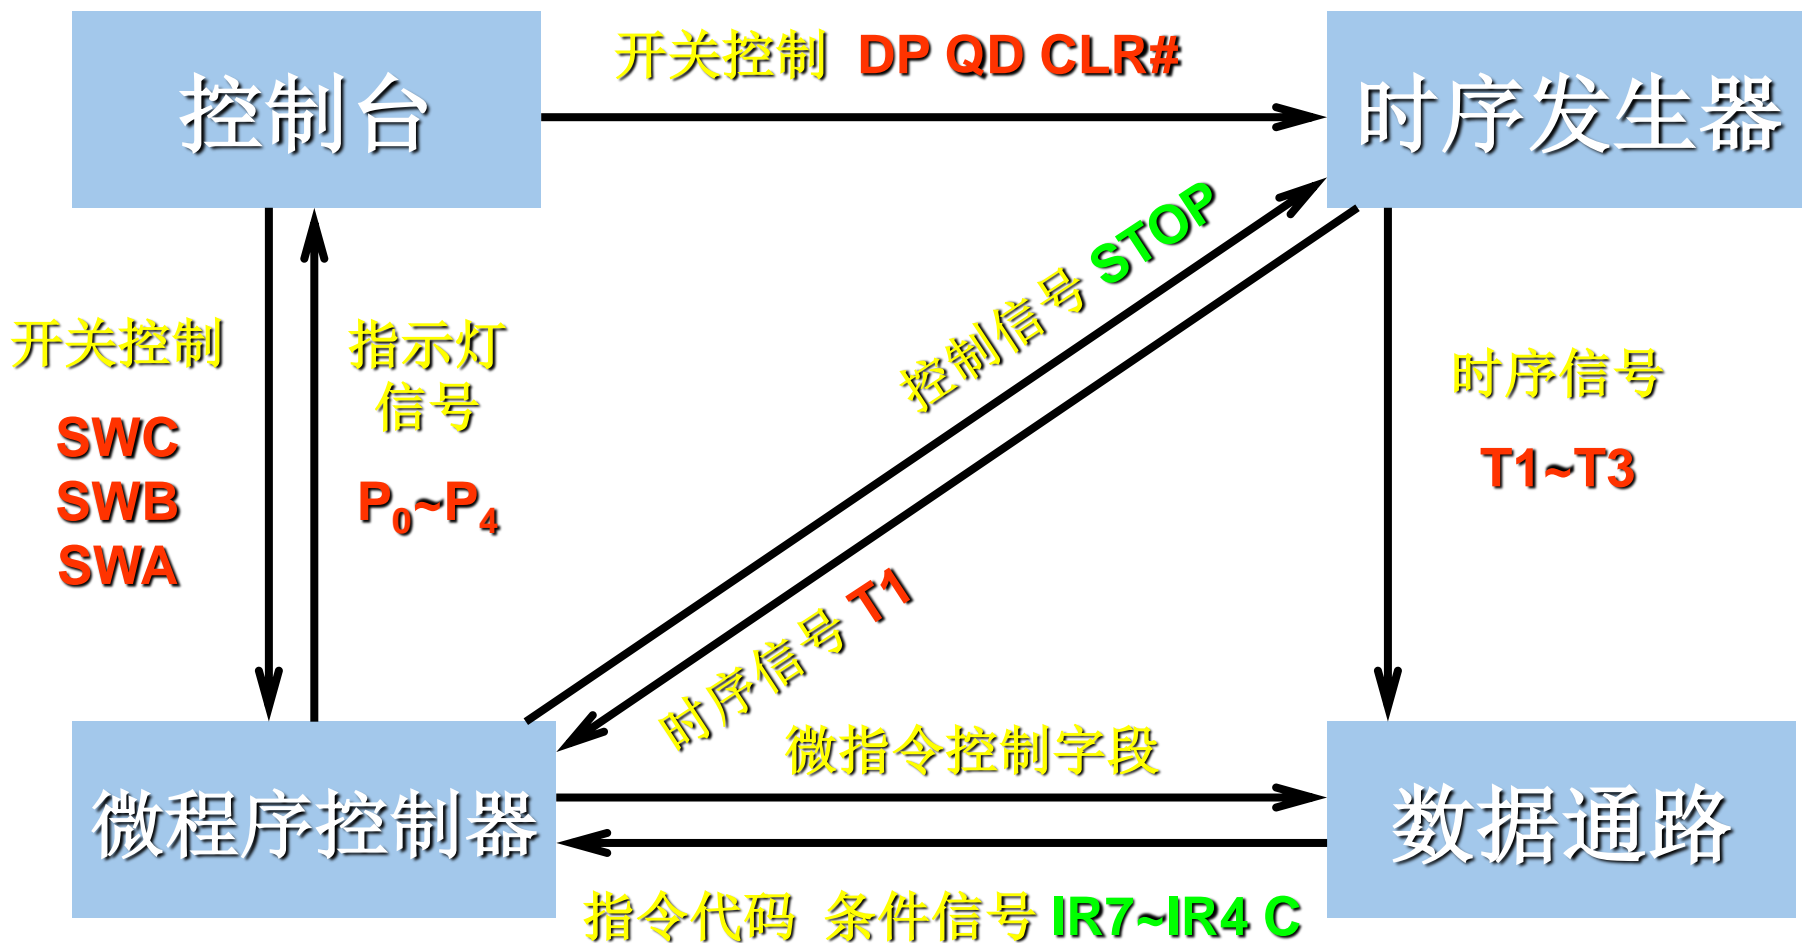 控制台
开关控制 DP QD CLR#
时序发生器
开关控制
SWC
SWB
SWA
指示灯
信号
P0~P4
控制信号 STOP
时序信号 T1
时序信号
T1~T3
微程序控制器
微指令控制字段
数据通路
指令代码 条件信号 IR7~IR4 C